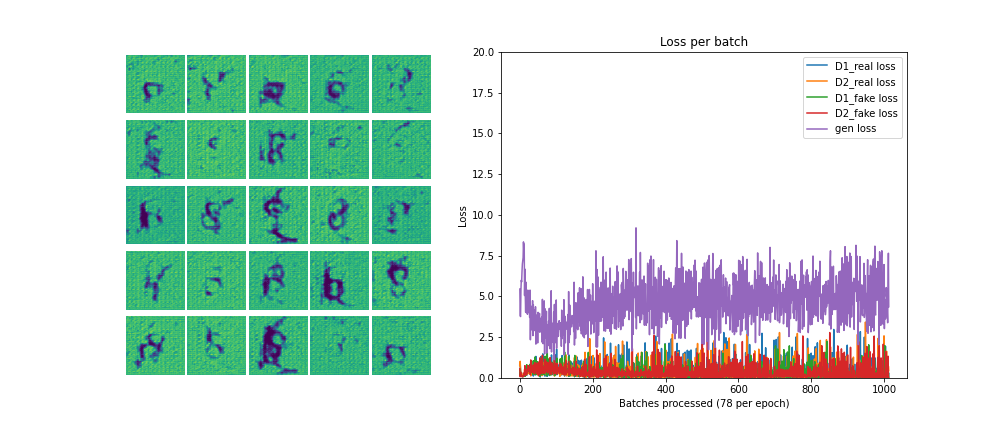 Loss per batch
20.0
17.5
15.0
12.5
10.0
7.5
5.0
2.5
0.0
Loss
D1_real loss
D2_real loss
D1_fake loss
D2_fake loss
gen loss
0 200 400 600 800 1000
Batches processed (78 per epoch)